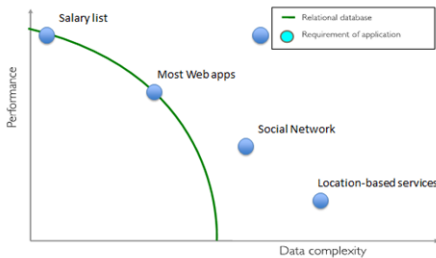 Salary list
Relational database
Requirement of application
Most Web apps
Performance
Social Network
Location-based services
Data complexity